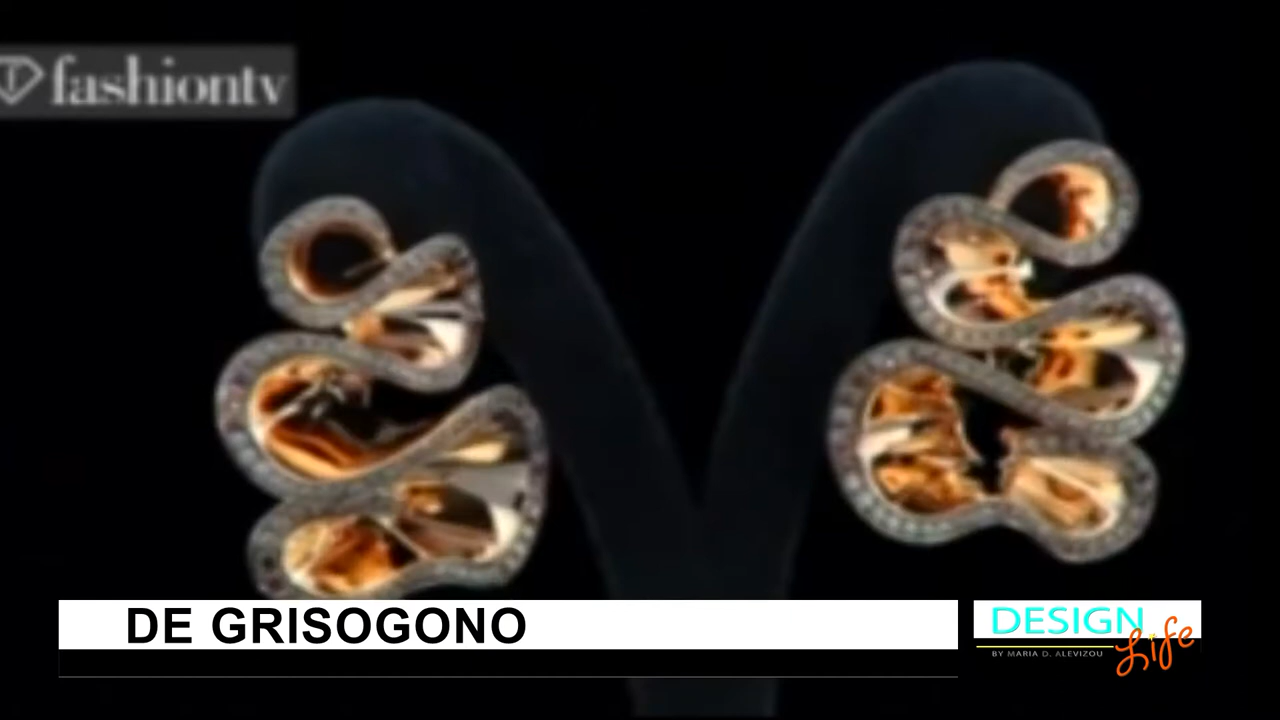 fashiontv
DE GRISOGONO
DESIGN
Life
BY MARIA D. ALEVIZOU